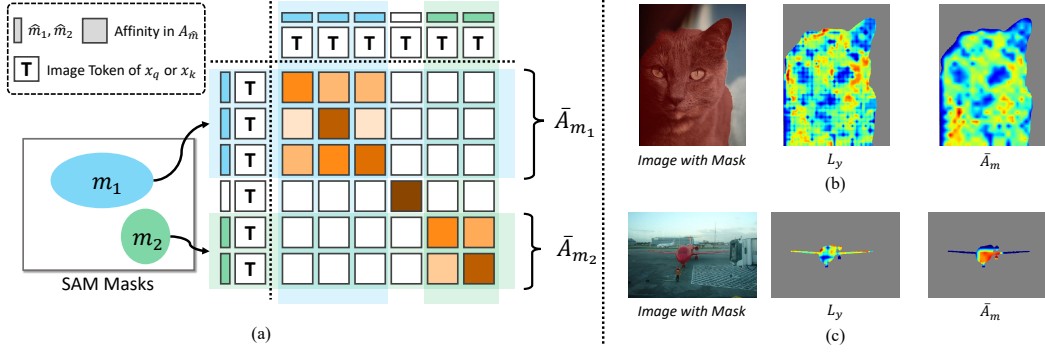 m̂₁, m̂₂ Affinity in A_m̂
T Image Token of x_q or x_k
T T T T T T
T
T
T
T
T
T
Ā_m₁
Ā_m₂
m₁
m₂
SAM Masks
(a)
Image with Mask L_y Ā_m
(b)
Image with Mask L_y Ā_m
(c)